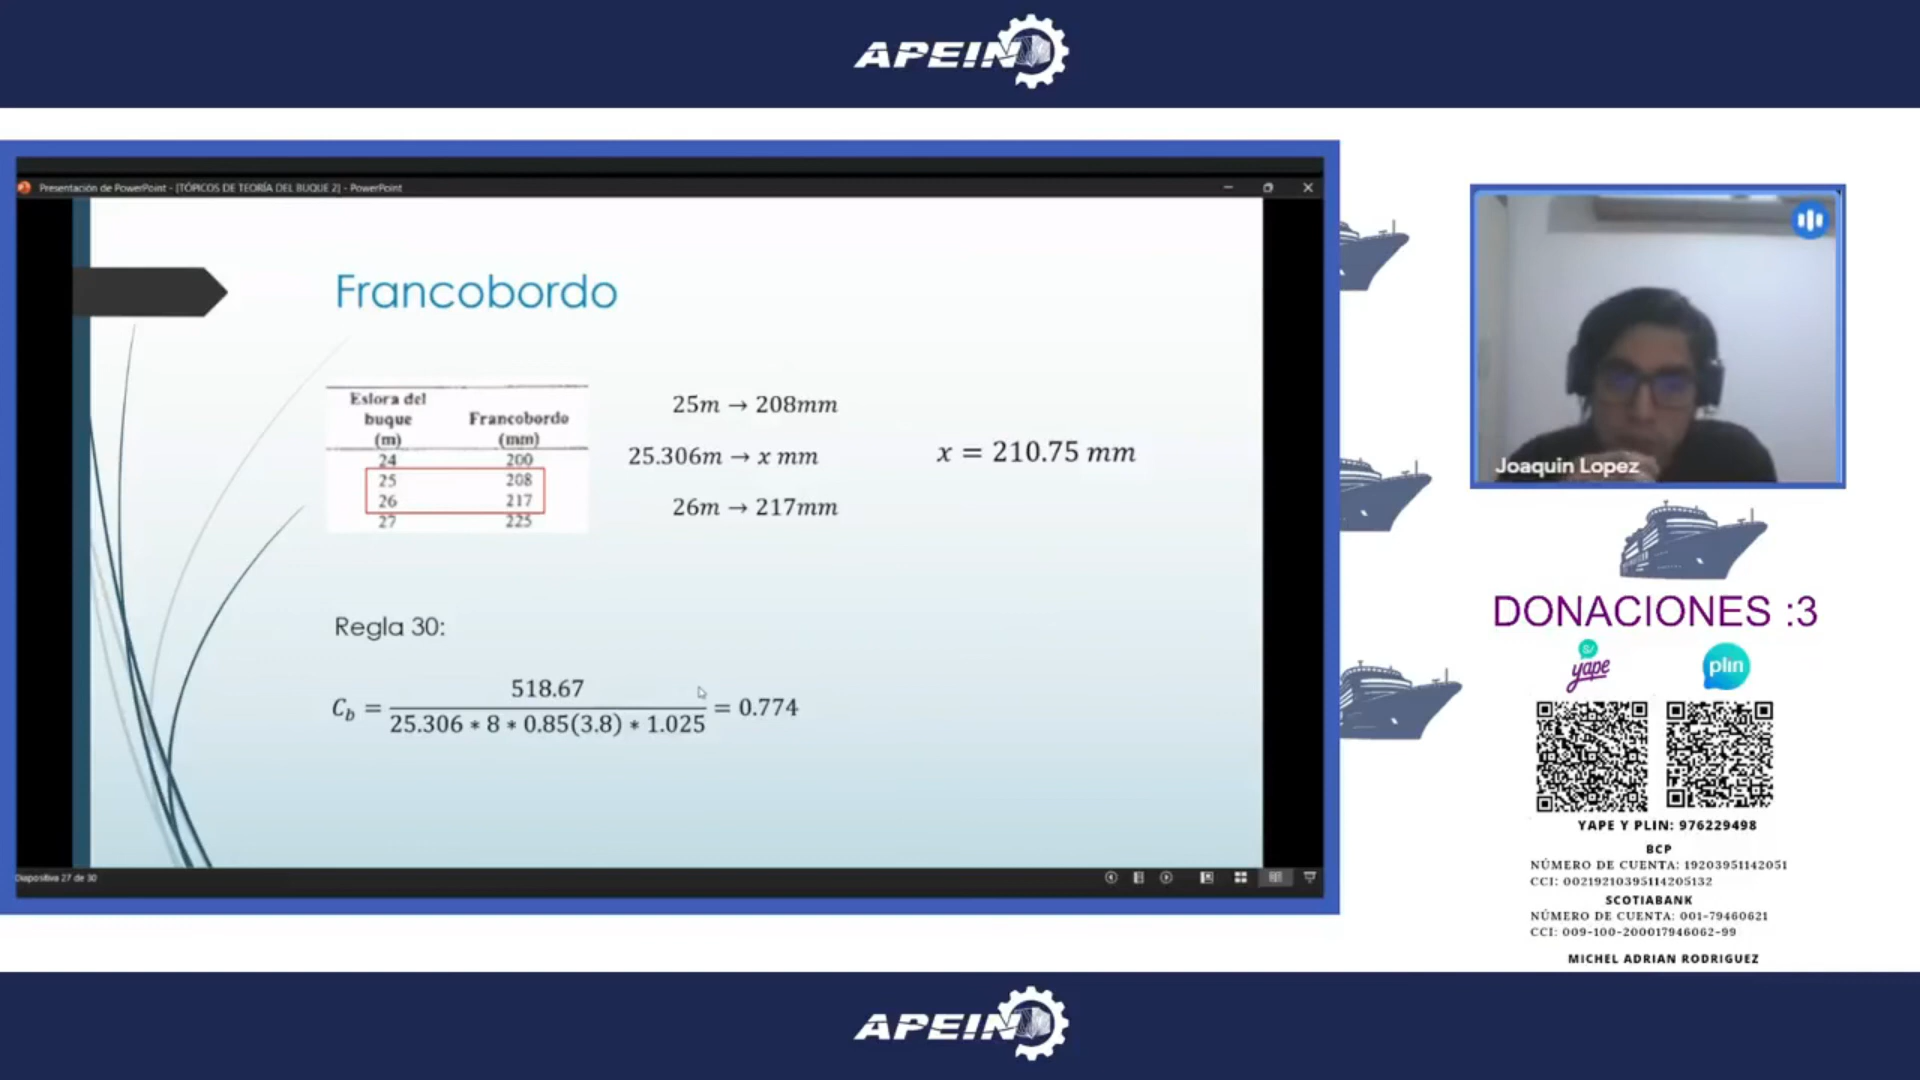 APEIN
Presentación de PowerPoint - [TÓPICOS DE TEORÍA DEL BUQUE 2] - PowerPoint
Francobordo
Eslora del
buque Francobordo
(m) (mm)
24 200
25 208
26 217
27 225
25m → 208mm
25.306m → x mm
26m → 217mm
x = 210.75 mm
Regla 30:
C_b = 518.67 / 25.306 * 8 * 0.85(3.8) * 1.025 = 0.774
Diapositiva 27 de 30
Joaquin Lopez
DONACIONES :3
S/
yape
plin
YAPE Y PLIN: 976229498
BCP
NÚMERO DE CUENTA: 19203951142051
CCI: 00219210395114205132
SCOTIABANK
NÚMERO DE CUENTA: 001-79460621
CCI: 009-100-200017946062-99
MICHEL ADRIAN RODRIGUEZ
APEIN